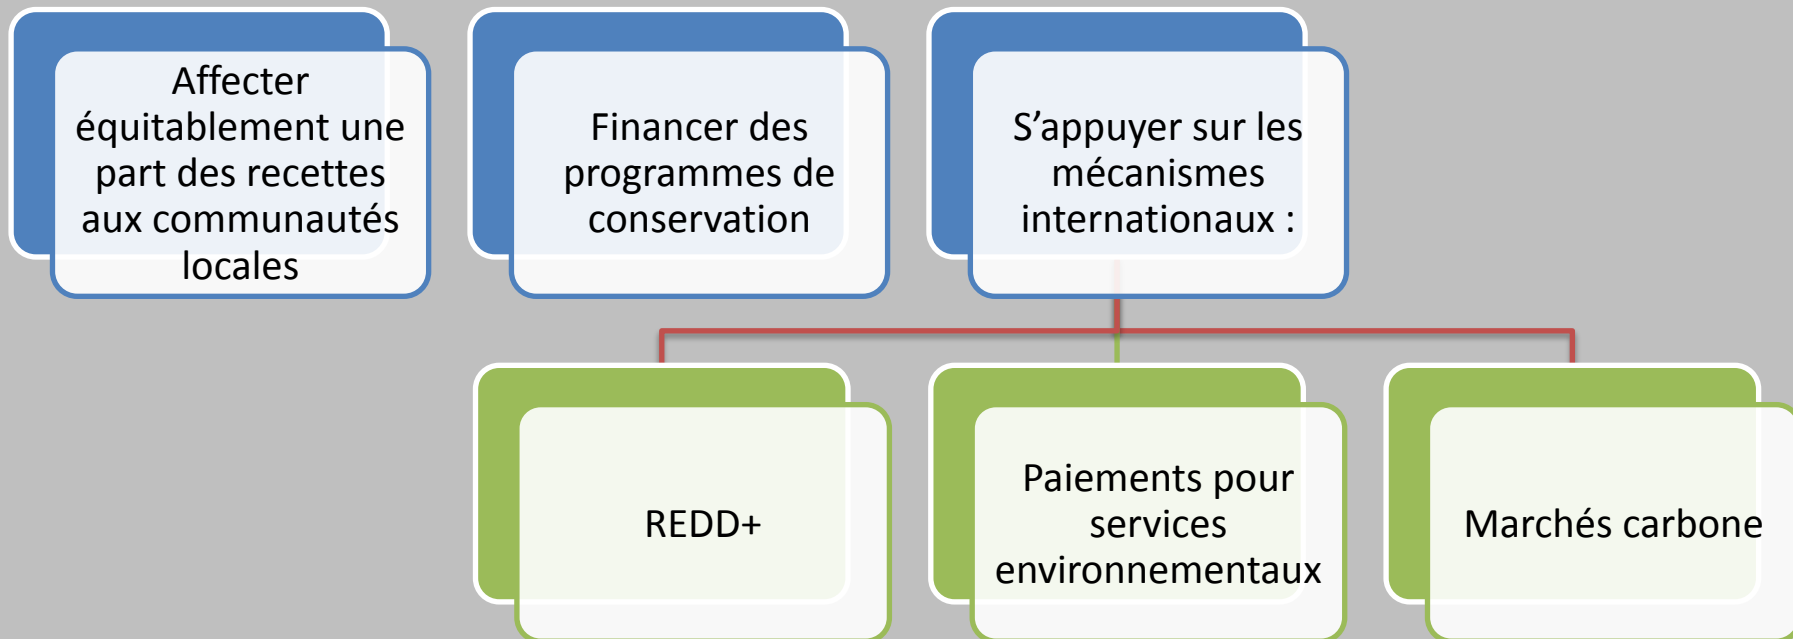 Affecter
équitablement une
part des recettes
aux communautés
locales
Financer des
programmes de
conservation
S’appuyer sur les
mécanismes
internationaux :
REDD+
Paiements pour
services
environnementaux
Marchés carbone